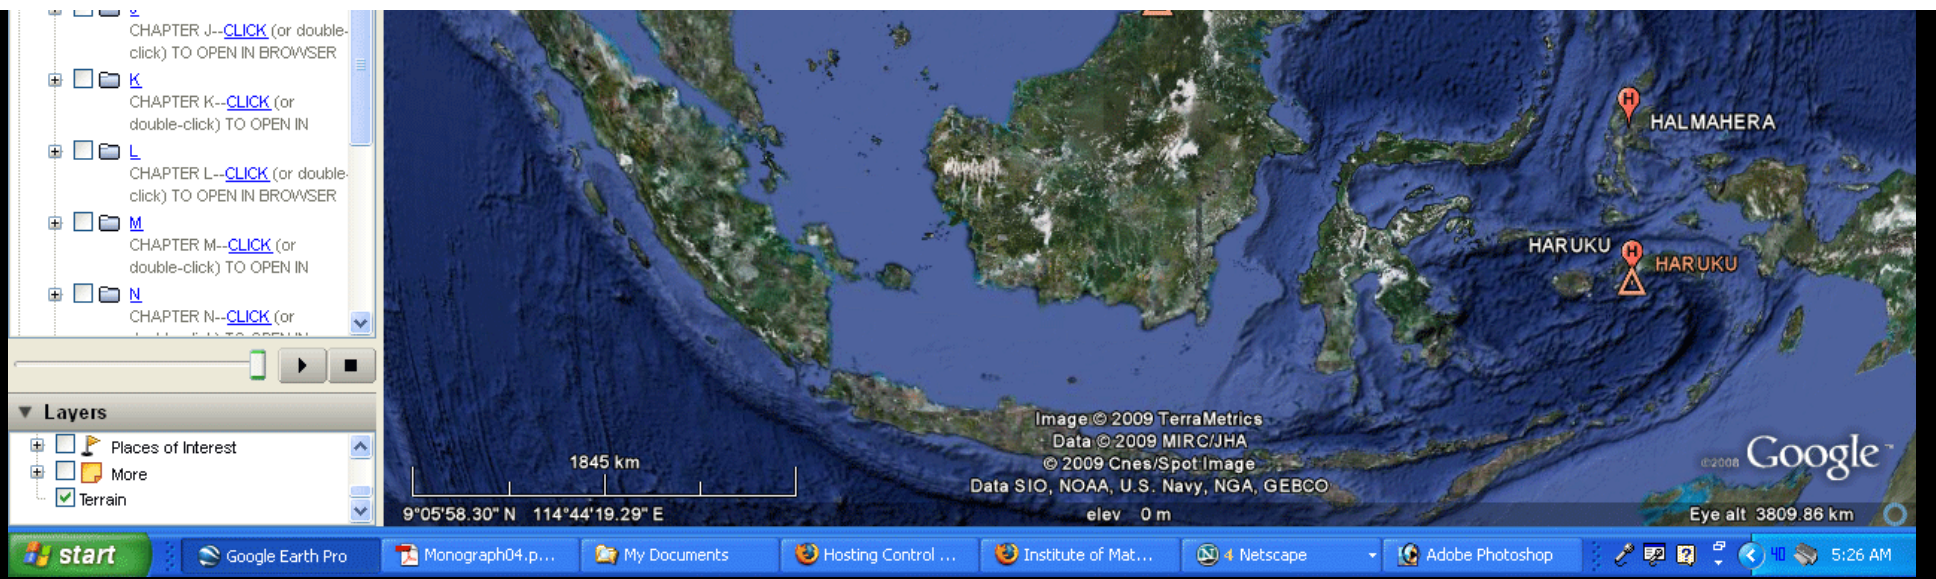 J
CHAPTER J--CLICK (or double-
click) TO OPEN IN BROWSER
K
CHAPTER K--CLICK (or
double-click) TO OPEN IN
L
CHAPTER L--CLICK (or double-
click) TO OPEN IN BROWSER
M
CHAPTER M--CLICK (or
double-click) TO OPEN IN
N
CHAPTER N--CLICK (or
Layers
Places of Interest
More
Terrain
H
HALMAHERA
HARUKU
H
HARUKU
Image © 2009 TerraMetrics
Data © 2009 MIRC/JHA
© 2009 Cnes/Spot Image
Data SIO, NOAA, U.S. Navy, NGA, GEBCO
©2008 Google™
1845 km
9°05'58.30" N 114°44'19.29" E
elev 0 m
Eye alt 3809.86 km
start
Google Earth Pro
Monograph04.p...
My Documents
Hosting Control ...
Institute of Mat...
4 Netscape
Adobe Photoshop
40
5:26 AM